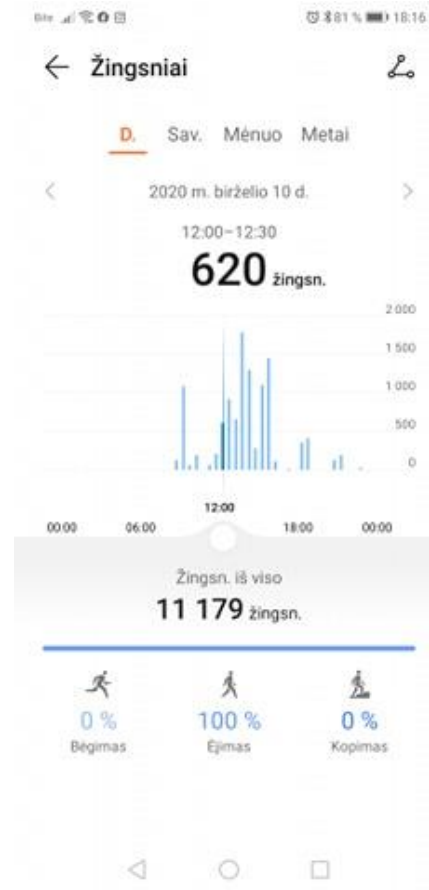 Bite 81 % 18:16
Žingsniai
D. Sav. Mėnuo Metai
2020 m. birželio 10 d.
12:00–12:30
620 žingsn.
2 000
1 500
1 000
500
0
12:00
00:00 06:00 18:00 00:00
Žingsn. iš viso
11 179 žingsn.
0 % 100 % 0 %
Bėgimas Ėjimas Kopimas